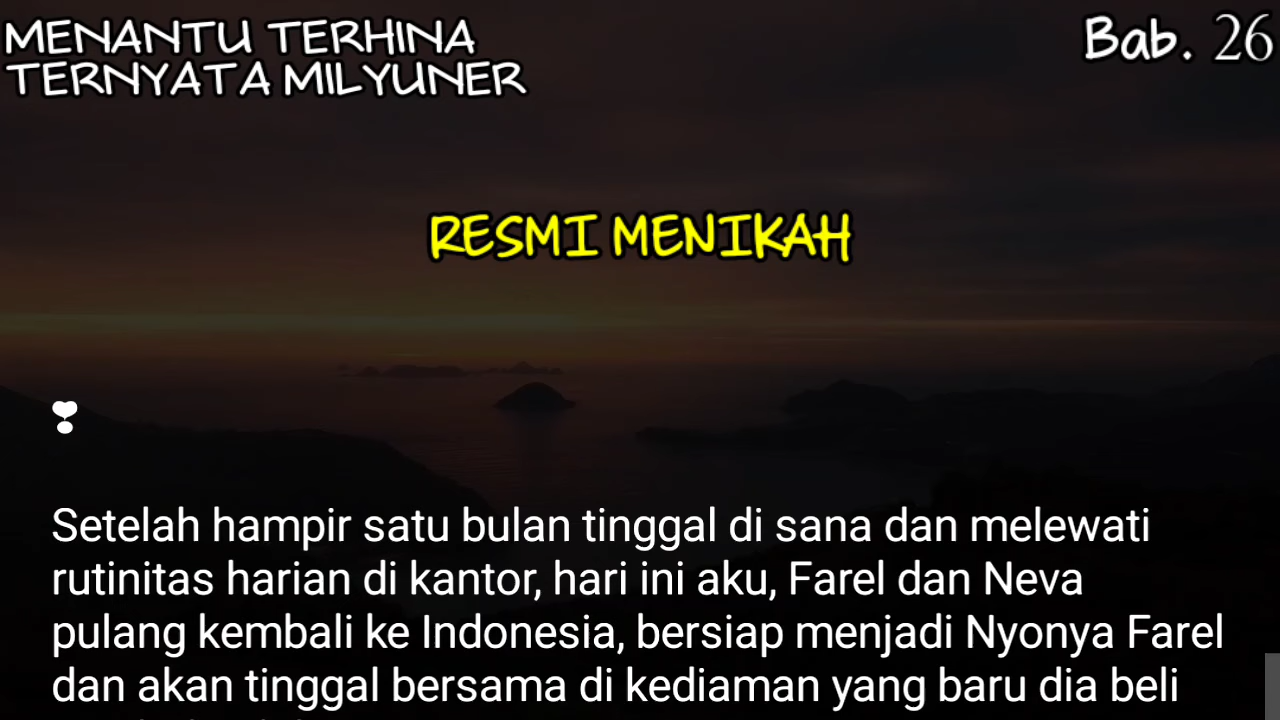 MENANTU TERHINA
TERNYATA MILYUNER
Bab. 26
RESMI MENIKAH
❣
Setelah hampir satu bulan tinggal di sana dan melewati
rutinitas harian di kantor, hari ini aku, Farel dan Neva
pulang kembali ke Indonesia, bersiap menjadi Nyonya Farel
dan akan tinggal bersama di kediaman yang baru dia beli